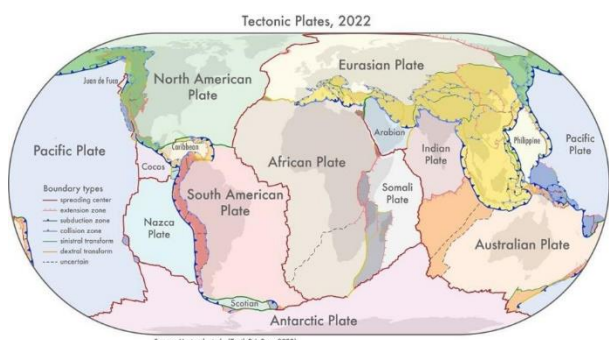 Tectonic Plates, 2022
Juan de Fuca
North American
Plate
Eurasian Plate
Pacific Plate
Caribbean
Cocos
African Plate
Arabian
Indian
Plate
Philippine
Pacific
Plate
South American
Plate
Somali
Plate
Nazca
Plate
Australian Plate
Boundary types
spreading center
extension zone
subduction zone
collision zone
sinistral transform
dextral transform
uncertain
Scotian
Antarctic Plate